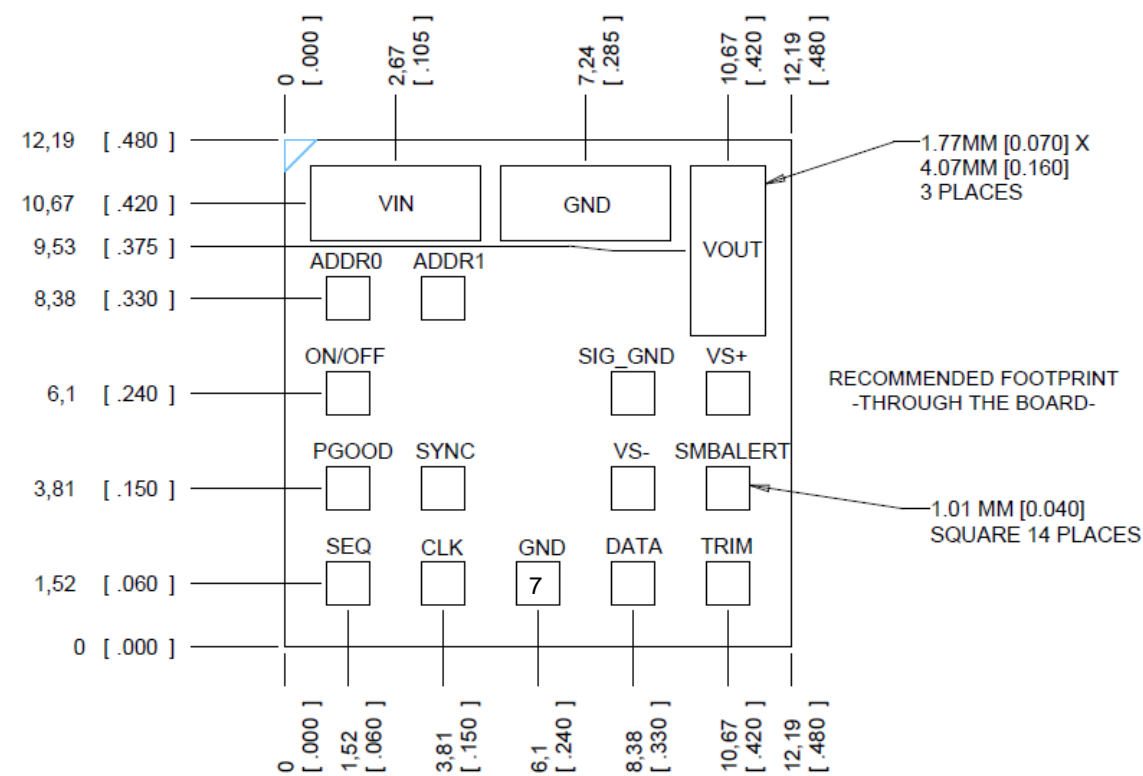 0 [ .000 ]
2,67 [ .105 ]
7,24 [ .285 ]
10,67 [ .420 ]
12,19 [ .480 ]
12,19 [ .480 ]
1.77MM [0.070] X
4.07MM [0.160]
3 PLACES
10,67 [ .420 ]
VIN
GND
9,53 [ .375 ]
VOUT
ADDR0 ADDR1
8,38 [ .330 ]
ON/OFF SIG_GND VS+
6,1 [ .240 ]
RECOMMENDED FOOTPRINT
-THROUGH THE BOARD-
PGOOD SYNC VS- SMBALERT
3,81 [ .150 ]
1.01 MM [0.040]
SQUARE 14 PLACES
SEQ CLK GND DATA TRIM
1,52 [ .060 ]
7
0 [ .000 ]
0 [ .000 ]
1,52 [ .060 ]
3,81 [ .150 ]
6,1 [ .240 ]
8,38 [ .330 ]
10,67 [ .420 ]
12,19 [ .480 ]